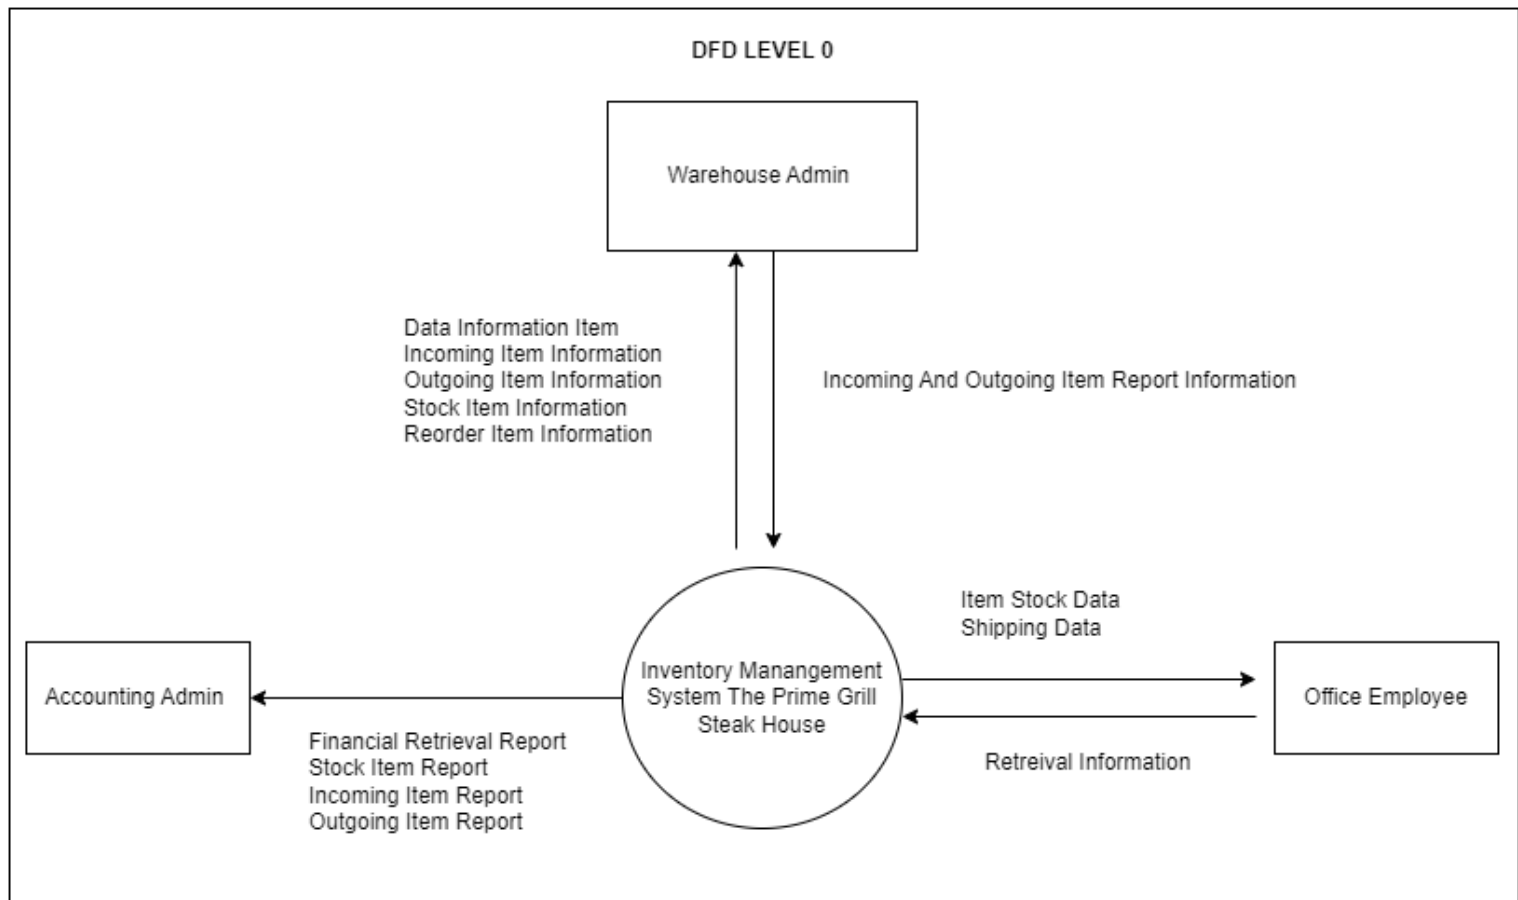 DFD LEVEL 0
Warehouse Admin
Data Information Item
Incoming Item Information
Outgoing Item Information
Stock Item Information
Reorder Item Information
Incoming And Outgoing Item Report Information
Item Stock Data
Shipping Data
Accounting Admin
Inventory Manangement
System The Prime Grill
Steak House
Office Employee
Financial Retrieval Report
Stock Item Report
Incoming Item Report
Outgoing Item Report
Retreival Information